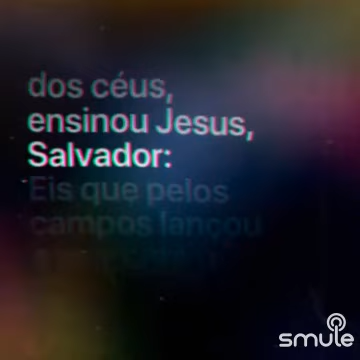 dos céus,
ensinou Jesus,
Salvador:
Eis que pelos
campos lançou
smule